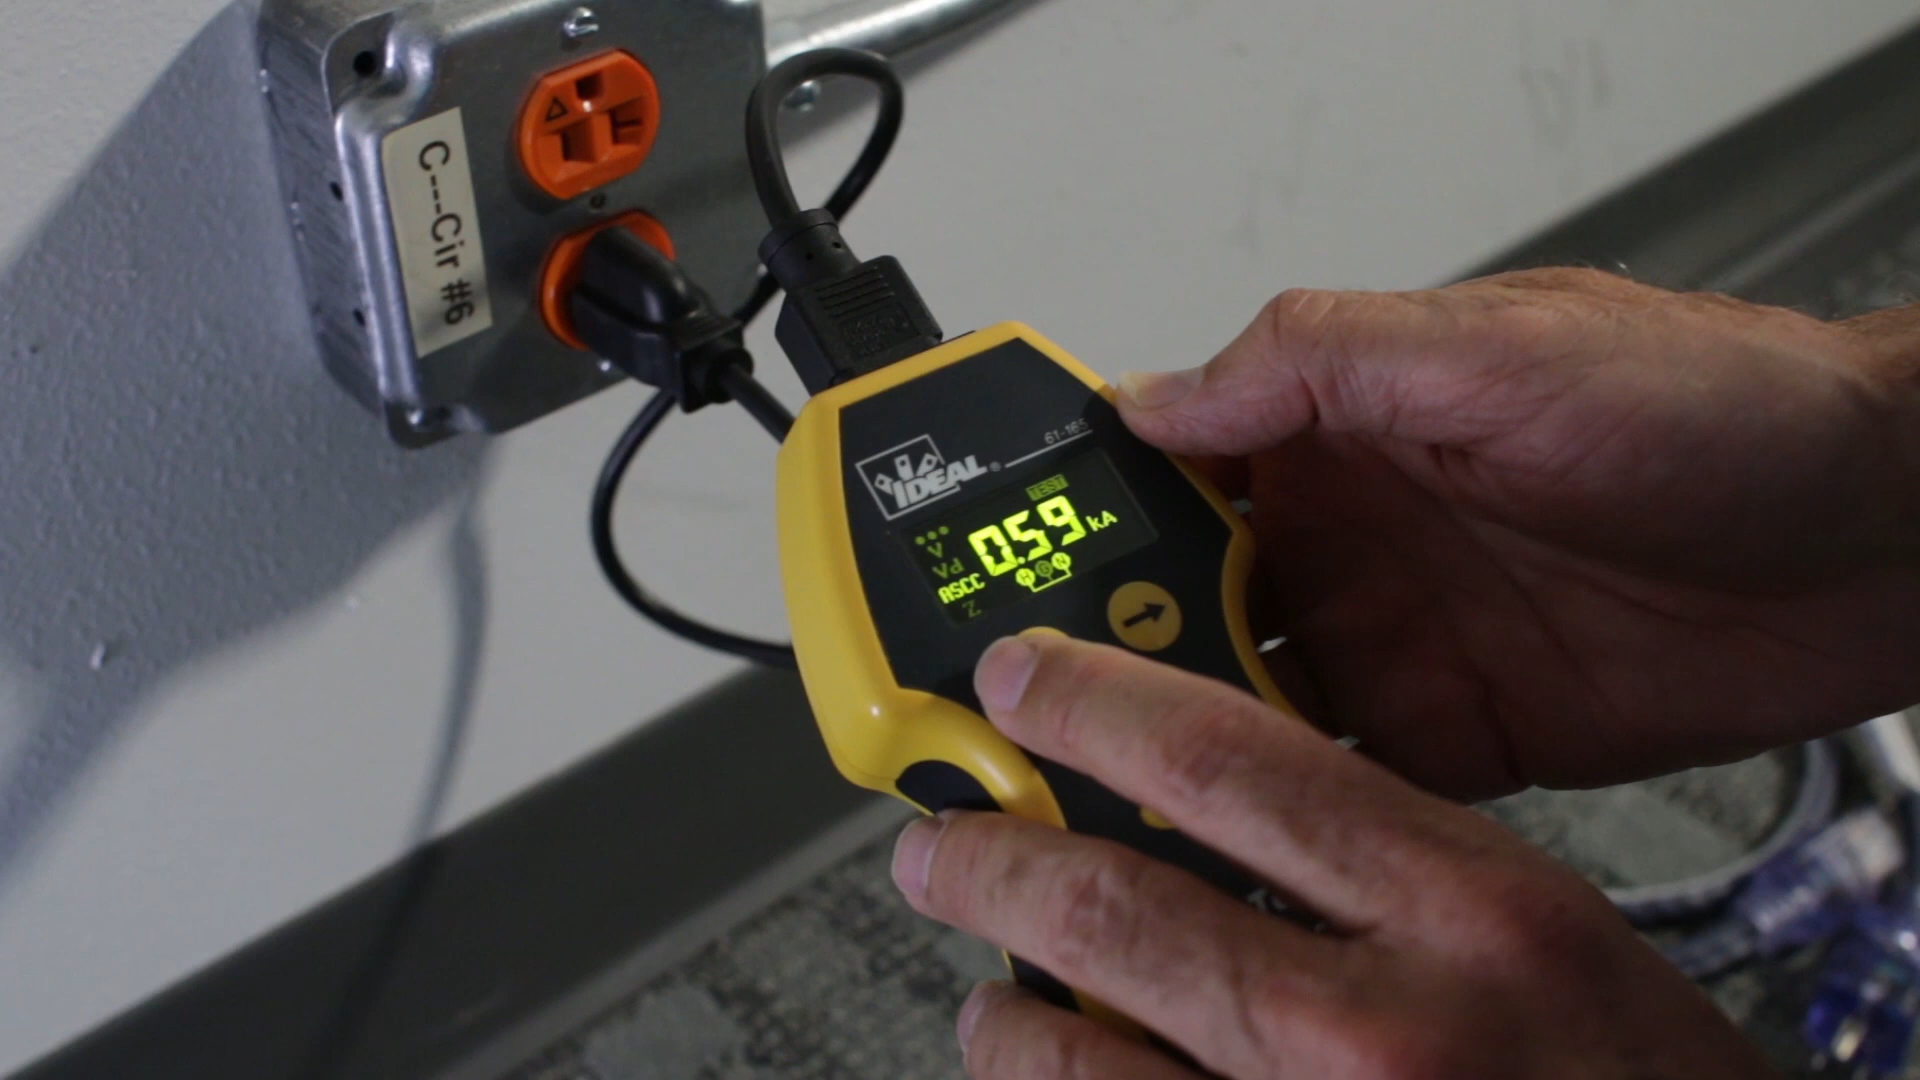 C---Cir #6
IDEAL®
61-165
TEST
V
Vd
ASCC
Z
0.59 kA
H G N